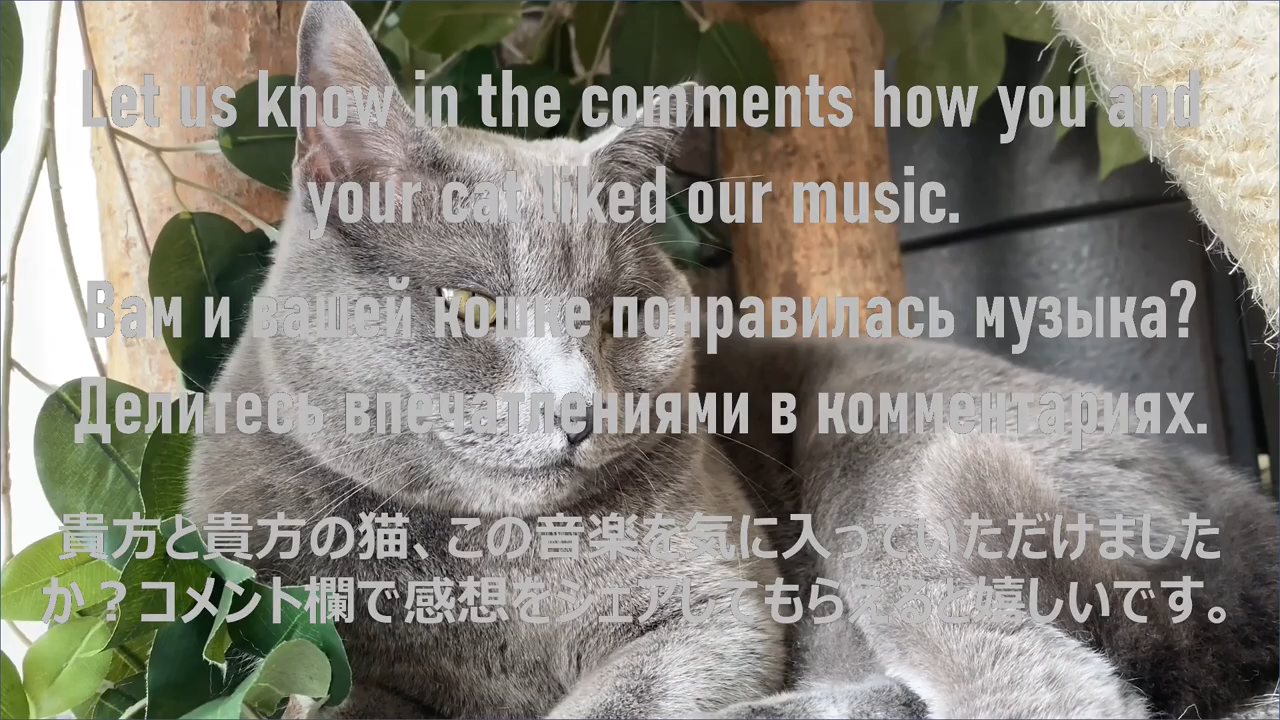 Let us know in the comments how you and
your cat liked our music.
Вам и вашей кошке понравилась музыка?
Делитесь впечатлениями в комментариях.
貴方と貴方の猫、この音楽を気に入っていただけました
か？コメント欄で感想をシェアしてもらえると嬉しいです。